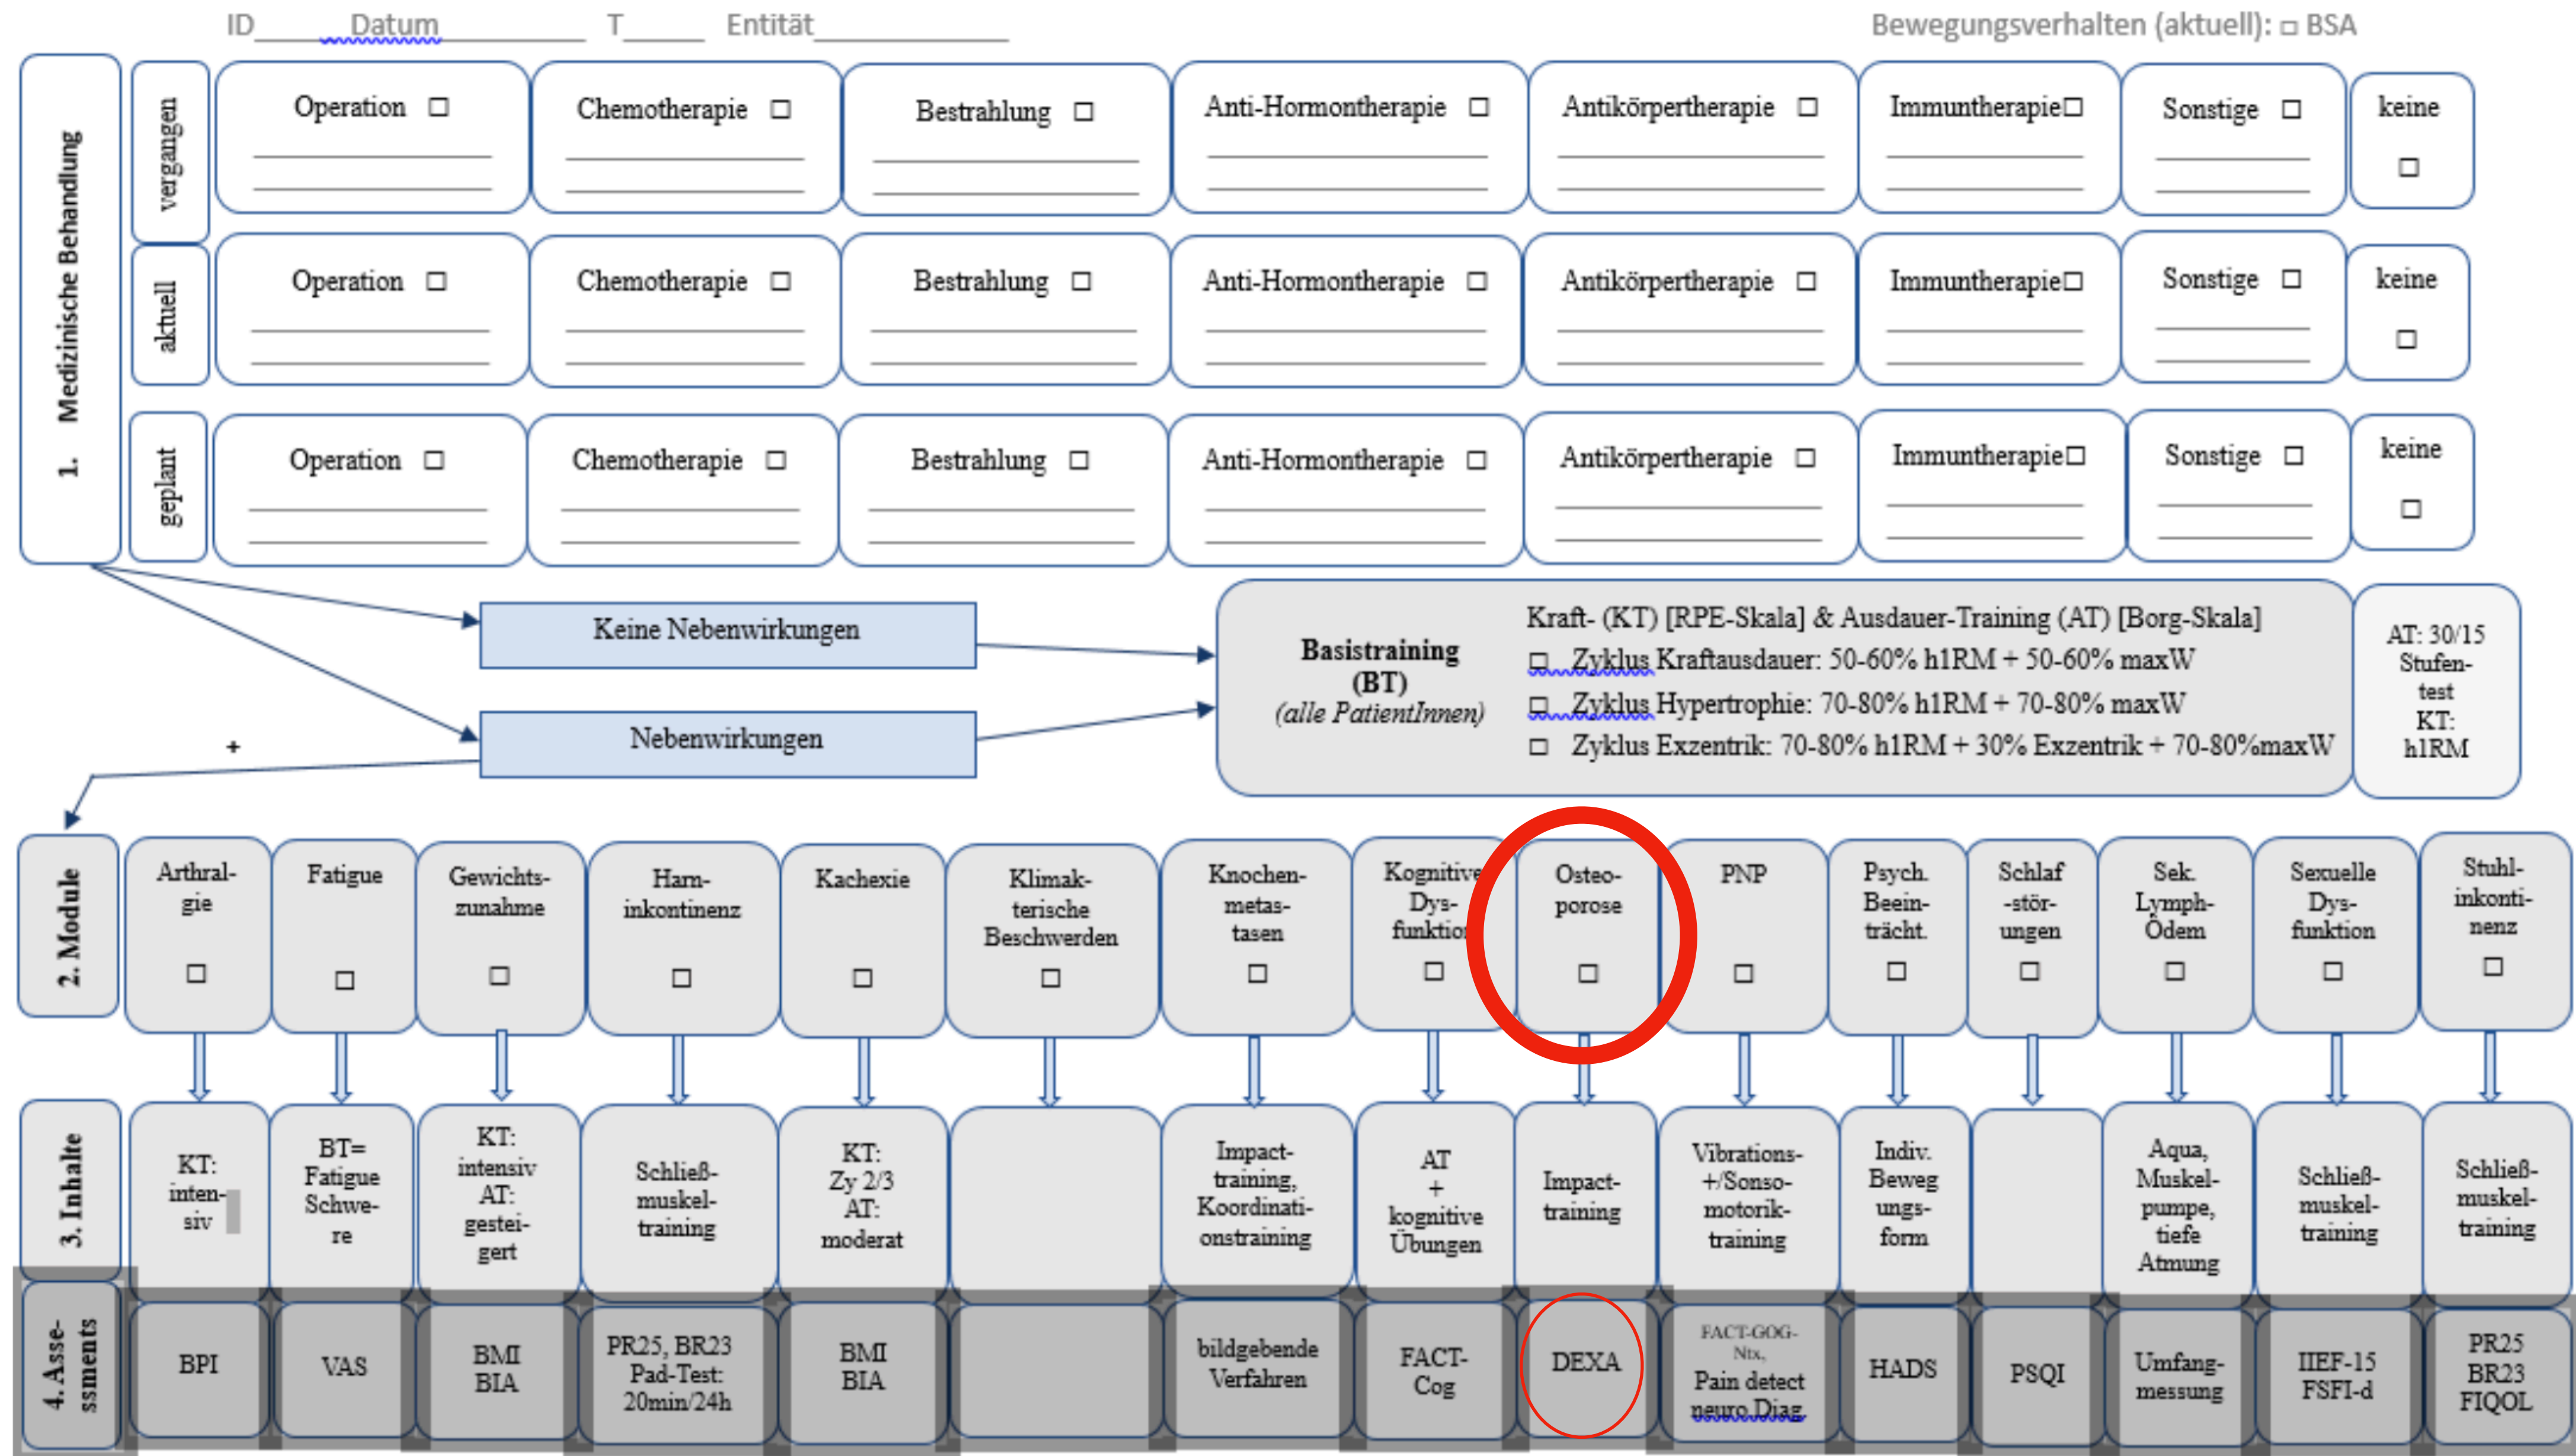 ID_____Datum__________ T_____ Entität__________ Bewegungsverhalten (aktuell): □ BSA
1. Medizinische Behandlung
vergangen
Operation □
Chemotherapie □
Bestrahlung □
Anti-Hormontherapie □
Antikörpertherapie □
Immuntherapie□
Sonstige □
keine
□
aktuell
Operation □
Chemotherapie □
Bestrahlung □
Anti-Hormontherapie □
Antikörpertherapie □
Immuntherapie□
Sonstige □
keine
□
geplant
Operation □
Chemotherapie □
Bestrahlung □
Anti-Hormontherapie □
Antikörpertherapie □
Immuntherapie□
Sonstige □
keine
□
Keine Nebenwirkungen
Nebenwirkungen
+
Basistraining
(BT)
(alle PatientInnen)
Kraft- (KT) [RPE-Skala] & Ausdauer-Training (AT) [Borg-Skala]
□ Zyklus Kraftausdauer: 50-60% h1RM + 50-60% maxW
□ Zyklus Hypertrophie: 70-80% h1RM + 70-80% maxW
□ Zyklus Exzentrik: 70-80% h1RM + 30% Exzentrik + 70-80%maxW
AT: 30/15
Stufen-
test
KT:
h1RM
2. Module
Arthral-
gie
□
Fatigue
□
Gewichts-
zunahme
□
Harn-
inkontinenz
□
Kachexie
□
Klimak-
terische
Beschwerden
□
Knochen-
metas-
tasen
□
Kognitive
Dys-
funktion
□
Osteo-
porose
□
PNP
□
Psych.
Beein-
trächt.
□
Schlaf
-stör-
ungen
□
Sek.
Lymph-
Ödem
□
Sexuelle
Dys-
funktion
□
Stuhl-
inkonti-
nenz
□
3. Inhalte
KT:
inten-
siv
BT=
Fatigue
Schwe-
re
KT:
intensiv
AT:
gestei-
gert
Schließ-
muskel-
training
KT:
Zy 2/3
AT:
moderat
Impact-
training,
Koordinati-
onstraining
AT
+
kognitive
Übungen
Impact-
training
Vibrations-
+/Sonso-
motorik-
training
Indiv.
Beweg
ungs-
form
Aqua,
Muskel-
pumpe,
tiefe
Atmung
Schließ-
muskel-
training
Schließ-
muskel-
training
4. Asse-
ssments
BPI
VAS
BMI
BIA
PR25, BR23
Pad-Test:
20min/24h
BMI
BIA
bildgebende
Verfahren
FACT-
Cog
DEXA
FACT-GOG-
Ntx,
Pain detect
neuro.Diag.
HADS
PSQI
Umfang-
messung
IIEF-15
FSFI-d
PR25
BR23
FIQOL